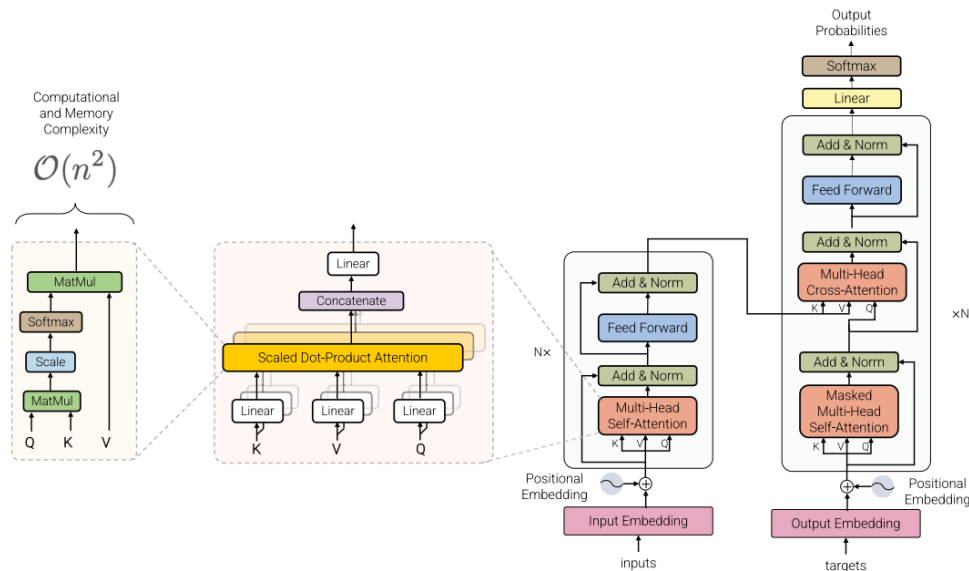 Computational
and Memory
Complexity
O(n²)
MatMul
Softmax
Scale
MatMul
Q K V
Linear
Concatenate
Scaled Dot-Product Attention
Linear Linear Linear
K V Q
N×
Add & Norm
Feed Forward
Add & Norm
Multi-Head
Self-Attention
K V Q
Positional
Embedding
Input Embedding
inputs
Output
Probabilities
Softmax
Linear
Add & Norm
Feed Forward
Add & Norm
Multi-Head
Cross-Attention
K V Q
×N
Add & Norm
Masked
Multi-Head
Self-Attention
K V Q
Positional
Embedding
Output Embedding
targets